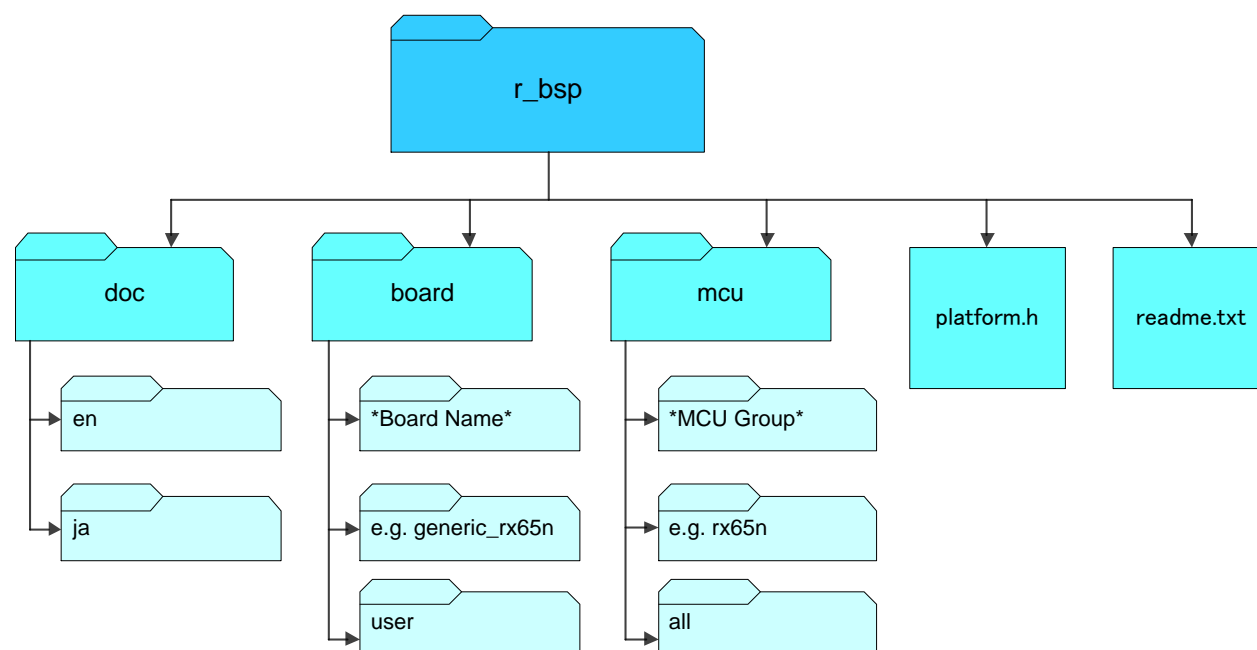 r_bsp
doc
board
mcu
platform.h
readme.txt
en
*Board Name*
*MCU Group*
ja
e.g. generic_rx65n
e.g. rx65n
user
all